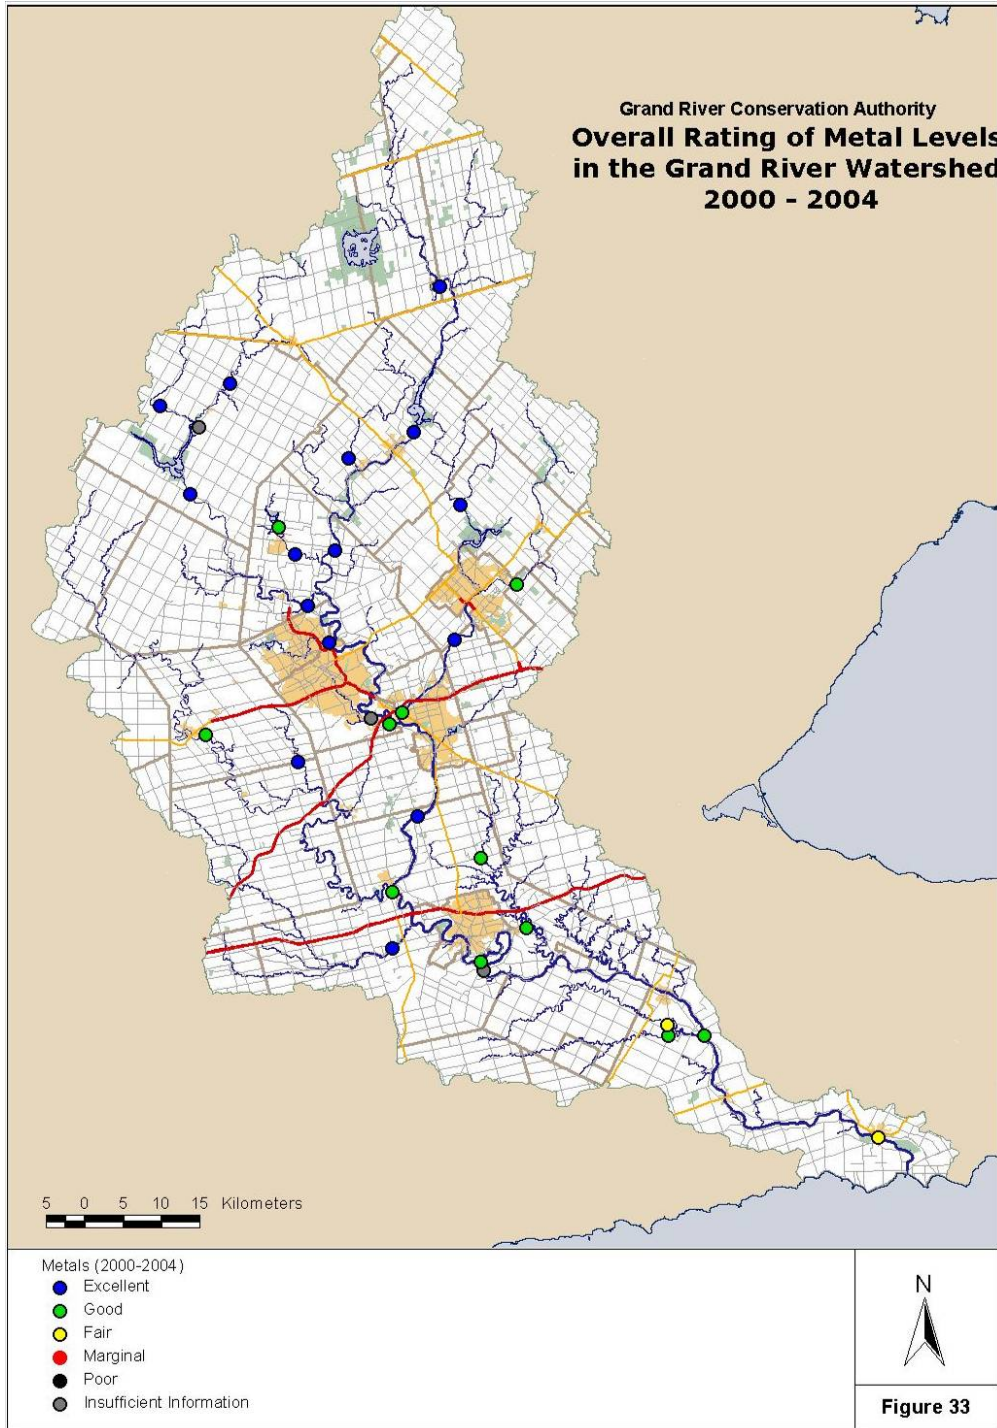 Grand River Conservation Authority
Overall Rating of Metal Levels
in the Grand River Watershed
2000 - 2004
5 0 5 10 15 Kilometers
Metals (2000-2004)
Excellent
Good
Fair
Marginal
Poor
Insufficient Information
N
Figure 33